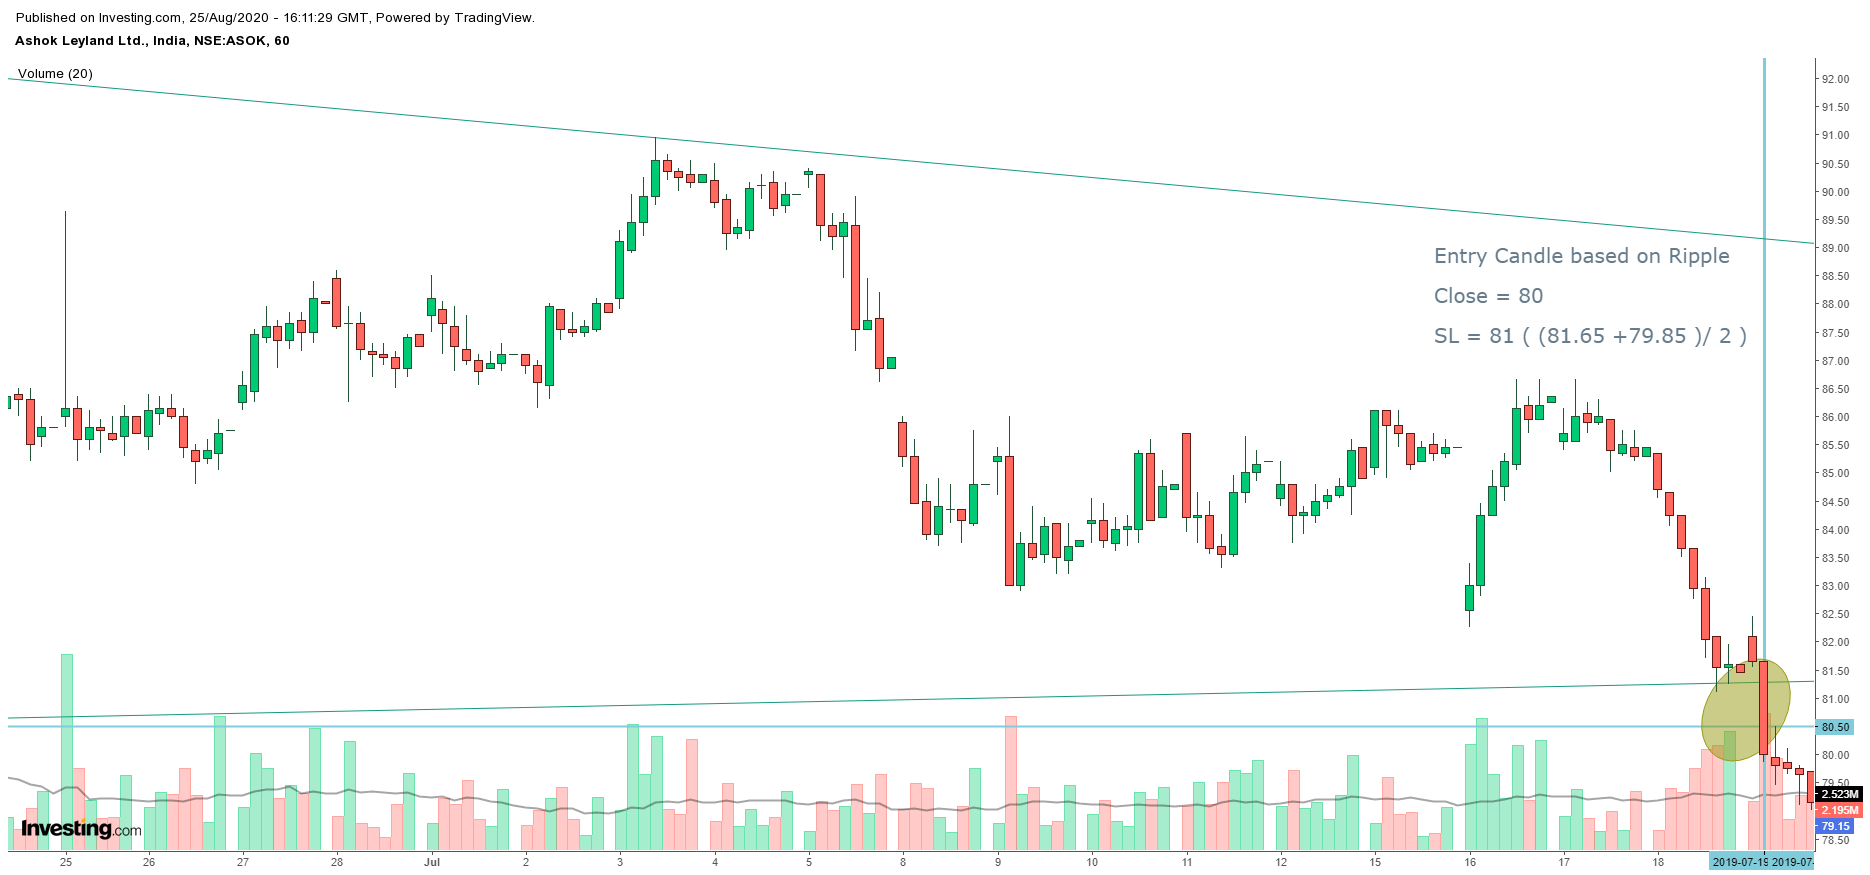 Published on Investing.com, 25/Aug/2020 - 16:11:29 GMT, Powered by TradingView.
Ashok Leyland Ltd., India, NSE:ASOK, 60
Volume (20)
Entry Candle based on Ripple
Close = 80
SL = 81 ( (81.65 +79.85 )/ 2 )
92.00
91.50
91.00
90.50
90.00
89.50
89.00
88.50
88.00
87.50
87.00
86.50
86.00
85.50
85.00
84.50
84.00
83.50
83.00
82.50
82.00
81.50
81.00
80.50
80.00
79.50
2.523M
2.195M
79.15
78.50
Investing.com
25 26 27 28 Jul 2 3 4 5 8 9 10 11 12 15 16 17 18 2019-07-19 2019-07-